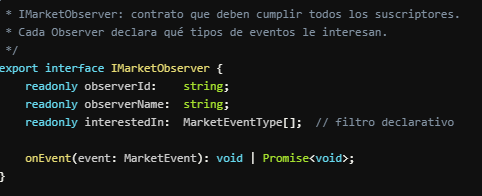 * IMarketObserver: contrato que deben cumplir todos los suscriptores.
* Cada Observer declara qué tipos de eventos le interesan.
*/
export interface IMarketObserver {
    readonly observerId:    string;
    readonly observerName:  string;
    readonly interestedIn:  MarketEventType[];  // filtro declarativo

    onEvent(event: MarketEvent): void | Promise<void>;
}